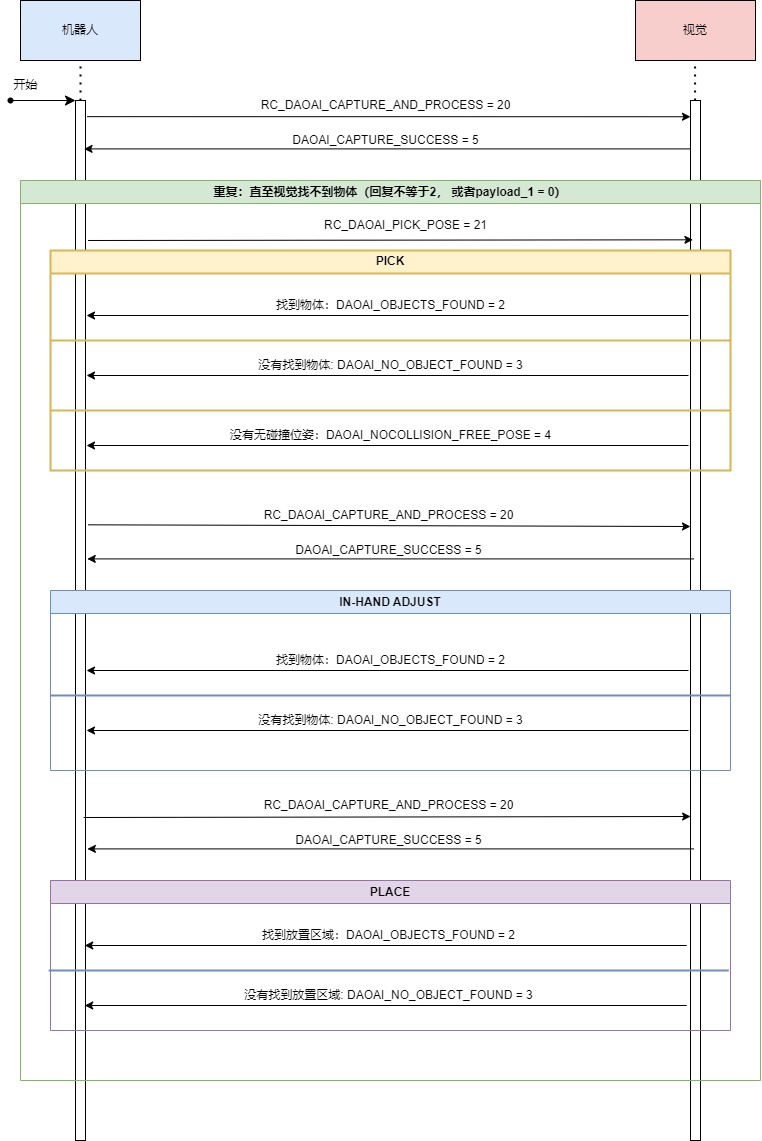 机器人
视觉
开始
RC_DAOAI_CAPTURE_AND_PROCESS = 20
DAOAI_CAPTURE_SUCCESS = 5
重复：直至视觉找不到物体（回复不等于2， 或者payload_1 = 0)
RC_DAOAI_PICK_POSE = 21
PICK
找到物体：DAOAI_OBJECTS_FOUND = 2
没有找到物体: DAOAI_NO_OBJECT_FOUND = 3
没有无碰撞位姿：DAOAI_NOCOLLISION_FREE_POSE = 4
RC_DAOAI_CAPTURE_AND_PROCESS = 20
DAOAI_CAPTURE_SUCCESS = 5
IN-HAND ADJUST
找到物体：DAOAI_OBJECTS_FOUND = 2
没有找到物体: DAOAI_NO_OBJECT_FOUND = 3
RC_DAOAI_CAPTURE_AND_PROCESS = 20
DAOAI_CAPTURE_SUCCESS = 5
PLACE
找到放置区域：DAOAI_OBJECTS_FOUND = 2
没有找到放置区域: DAOAI_NO_OBJECT_FOUND = 3